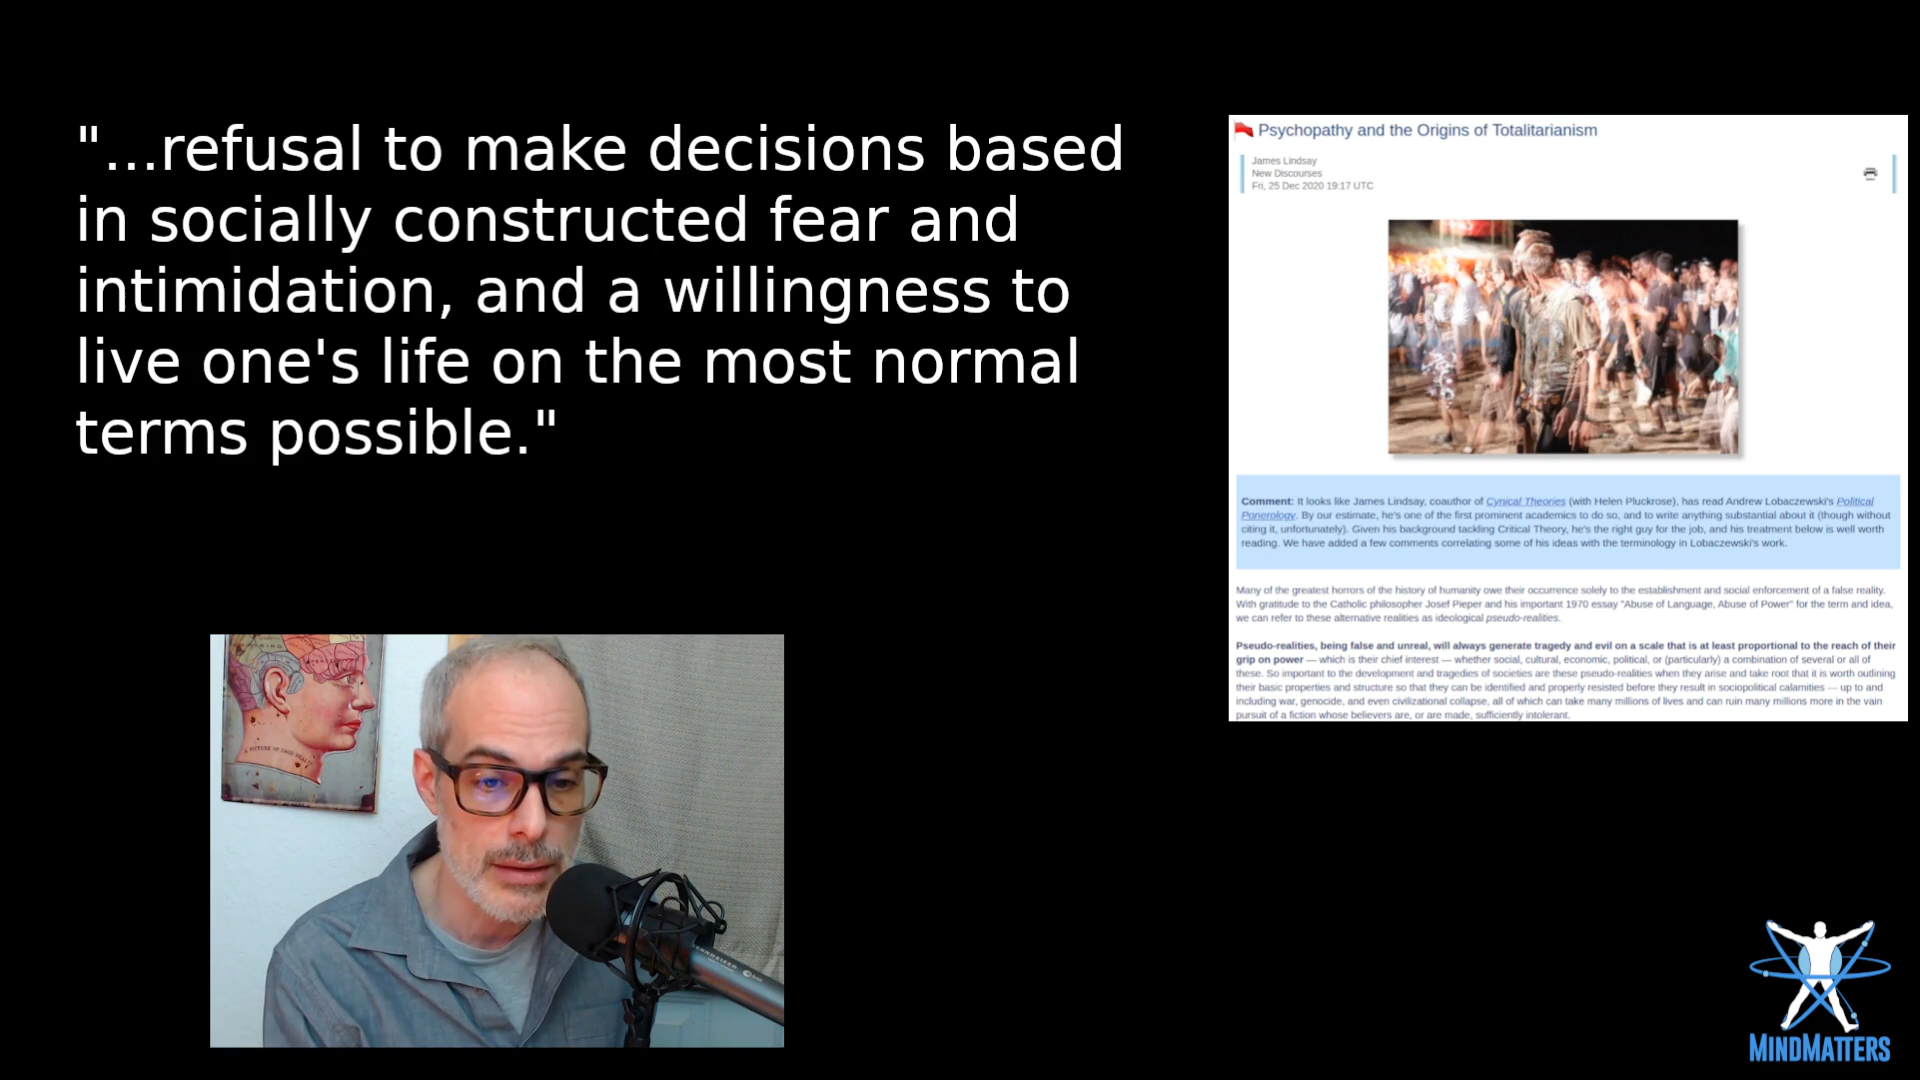 "...refusal to make decisions based
in socially constructed fear and
intimidation, and a willingness to
live one's life on the most normal
terms possible."
Psychopathy and the Origins of Totalitarianism
James Lindsay
New Discourses
Fri, 25 Dec 2020 19:17 UTC
Comment: It looks like James Lindsay, coauthor of Cynical Theories (with Helen Pluckrose), has read Andrew Lobaczewski's Political
Ponerology. By our estimate, he's one of the first prominent academics to do so, and to write anything substantial about it (though without
citing it, unfortunately). Given his background tackling Critical Theory, he's the right guy for the job, and his treatment below is well worth
reading. We have added a few comments correlating some of his ideas with the terminology in Lobaczewski's work.
Many of the greatest horrors of the history of humanity owe their occurrence solely to the establishment and social enforcement of a false reality.
With gratitude to the Catholic philosopher Josef Pieper and his important 1970 essay "Abuse of Language, Abuse of Power" for the term and idea,
we can refer to these alternative realities as ideological pseudo-realities.
Pseudo-realities, being false and unreal, will always generate tragedy and evil on a scale that is at least proportional to the reach of their
grip on power — which is their chief interest — whether social, cultural, economic, political, or (particularly) a combination of several or all of
these. So important to the development and tragedies of societies are these pseudo-realities when they arise and take root that it is worth outlining
their basic properties and structure so that they can be identified and properly resisted before they result in sociopolitical calamities — up to and
including war, genocide, and even civilizational collapse, all of which can take many millions of lives and can ruin many millions more in the vain
pursuit of a fiction whose believers are, or are made, sufficiently intolerant.
SENNHEISER
MINDMATTERS